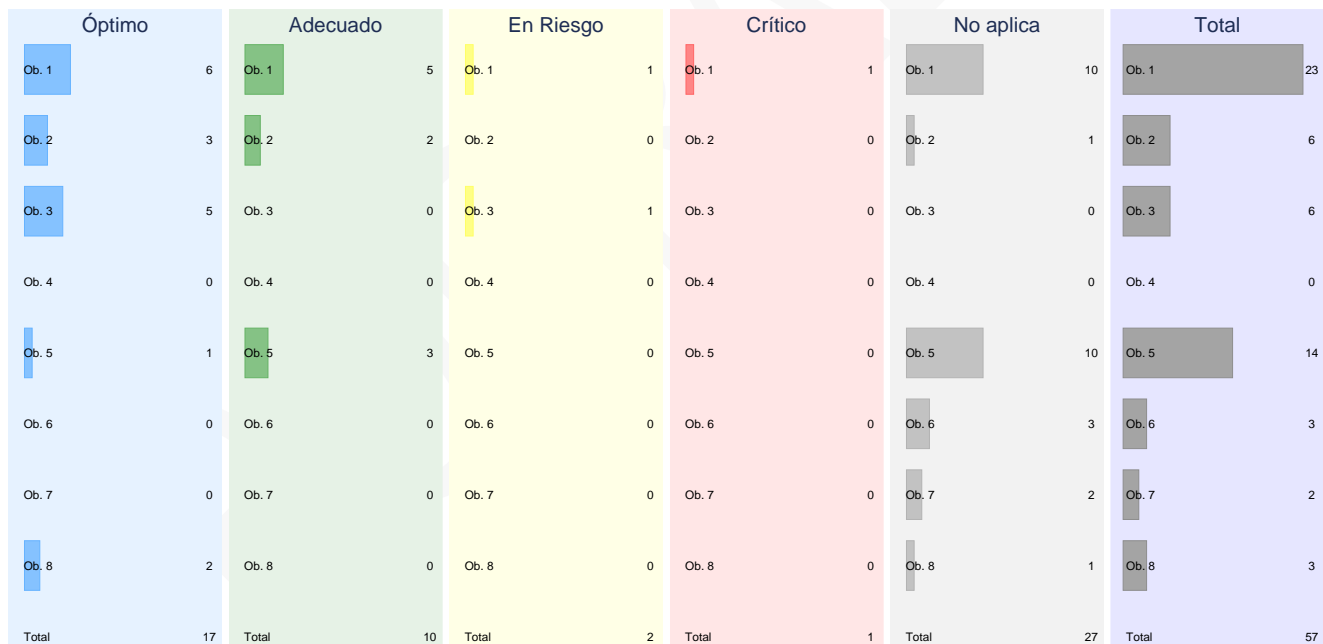 Óptimo Adecuado En Riesgo Crítico No aplica Total
Ob. 1 6 Ob. 1 5 Ob. 1 1 Ob. 1 1 Ob. 1 10 Ob. 1 23
Ob. 2 3 Ob. 2 2 Ob. 2 0 Ob. 2 0 Ob. 2 1 Ob. 2 6
Ob. 3 5 Ob. 3 0 Ob. 3 1 Ob. 3 0 Ob. 3 0 Ob. 3 6
Ob. 4 0 Ob. 4 0 Ob. 4 0 Ob. 4 0 Ob. 4 0 Ob. 4 0
Ob. 5 1 Ob. 5 3 Ob. 5 0 Ob. 5 0 Ob. 5 10 Ob. 5 14
Ob. 6 0 Ob. 6 0 Ob. 6 0 Ob. 6 0 Ob. 6 3 Ob. 6 3
Ob. 7 0 Ob. 7 0 Ob. 7 0 Ob. 7 0 Ob. 7 2 Ob. 7 2
Ob. 8 2 Ob. 8 0 Ob. 8 0 Ob. 8 0 Ob. 8 1 Ob. 8 3
Total 17 Total 10 Total 2 Total 1 Total 27 Total 57